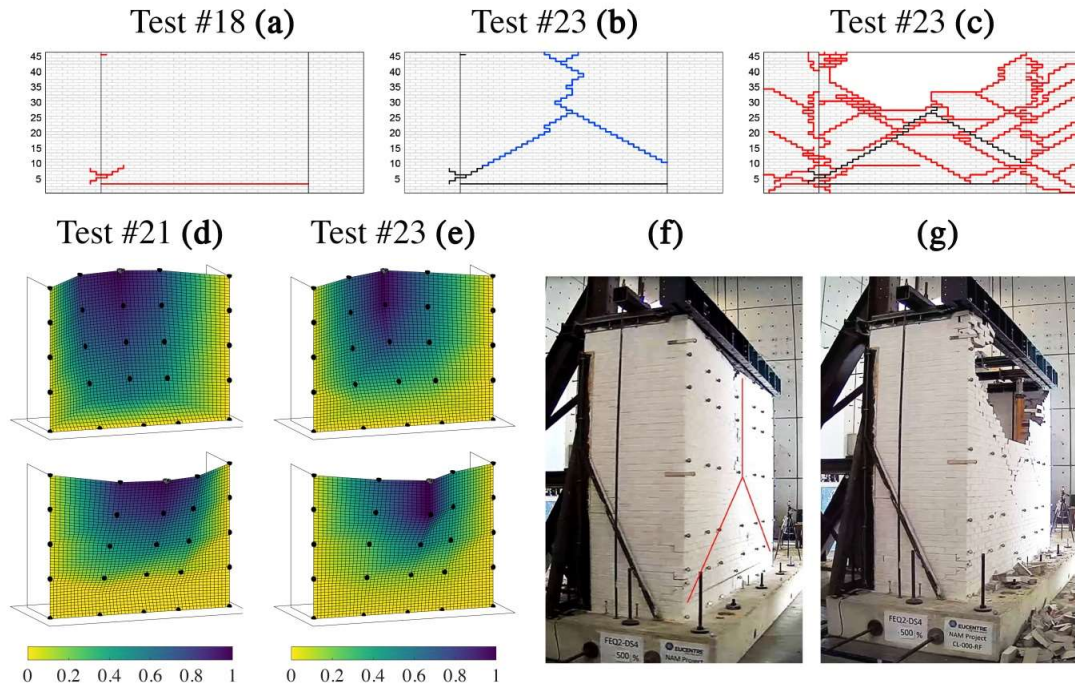 Test #18 (a)
Test #23 (b)
Test #23 (c)
45
40
35
30
25
20
15
10
5
45
40
35
30
25
20
15
10
5
45
40
35
30
25
20
15
10
5
Test #21 (d)
Test #23 (e)
(f)
(g)
0 0.2 0.4 0.6 0.8 1
0 0.2 0.4 0.6 0.8 1
FEQ2-DS4
500 %
EUCENTRE
NAM Project
FEQ2-DS4
500 %
EUCENTRE
NAM Project
CL-000-RF